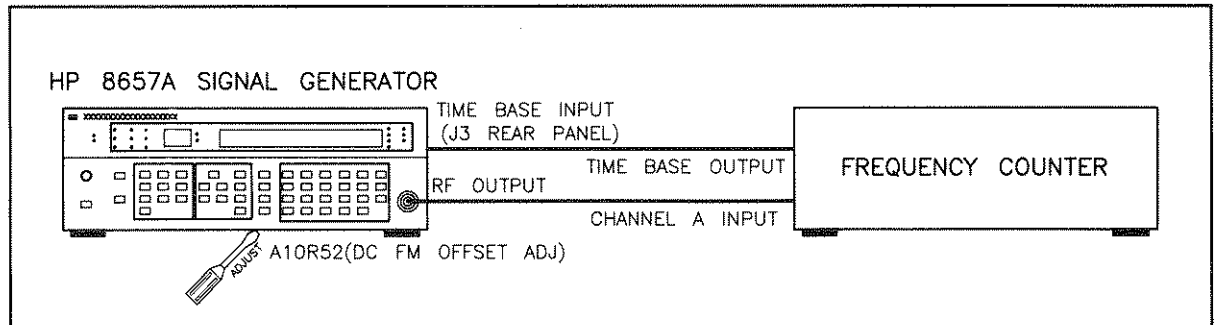 HP 8657A SIGNAL GENERATOR
TIME BASE INPUT
(J3 REAR PANEL)
TIME BASE OUTPUT
FREQUENCY COUNTER
RF OUTPUT
CHANNEL A INPUT
ADJUST
A10R52(DC FM OFFSET ADJ)